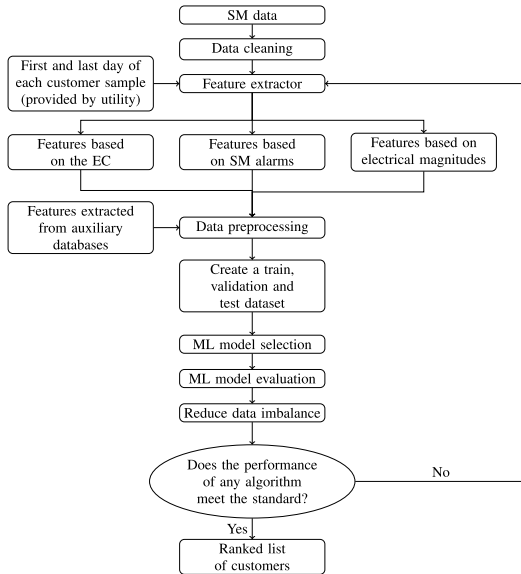 SM data
Data cleaning
First and last day of
each customer sample
(provided by utility)
Feature extractor
Features based
on the EC
Features based
on SM alarms
Features based on
electrical magnitudes
Features extracted
from auxiliary
databases
Data preprocessing
Create a train,
validation and
test dataset
ML model selection
ML model evaluation
Reduce data imbalance
Does the performance
of any algorithm
meet the standard?
No
Yes
Ranked list
of customers